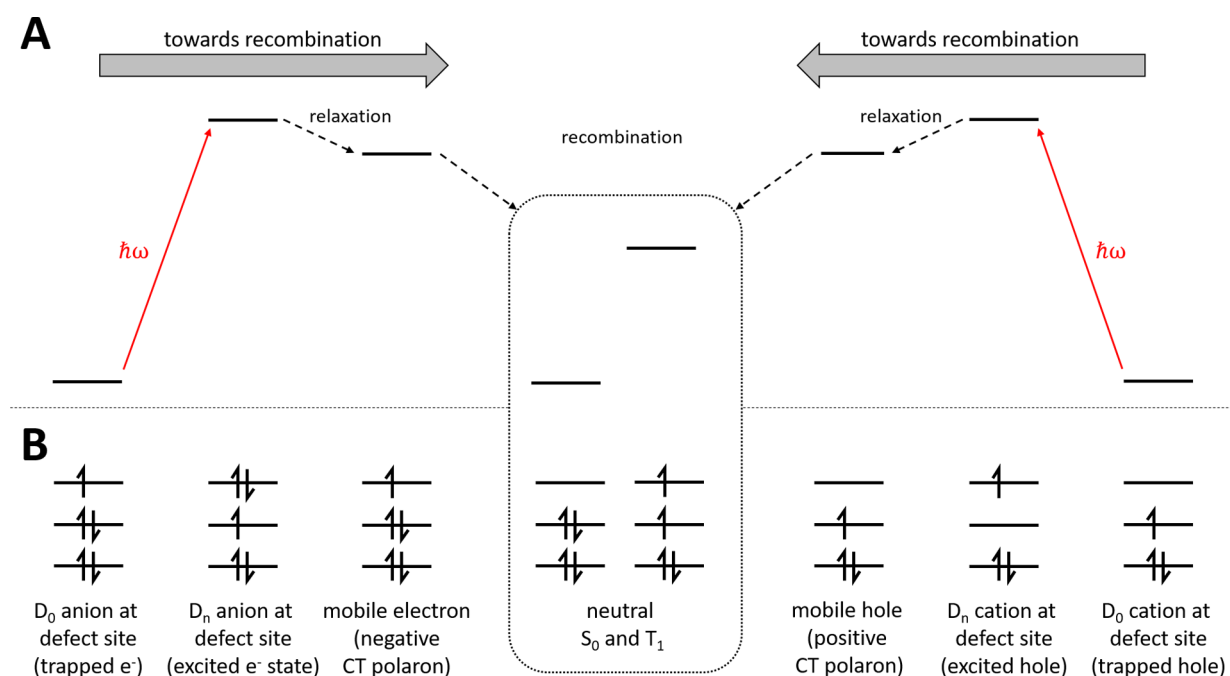 A
towards recombination
towards recombination
relaxation
recombination
relaxation
ħω
ħω
B
D₀ anion at
defect site
(trapped e⁻)
Dₙ anion at
defect site
(excited e⁻ state)
mobile electron
(negative
CT polaron)
neutral
S₀ and T₁
mobile hole
(positive
CT polaron)
Dₙ cation at
defect site
(excited hole)
D₀ cation at
defect site
(trapped hole)